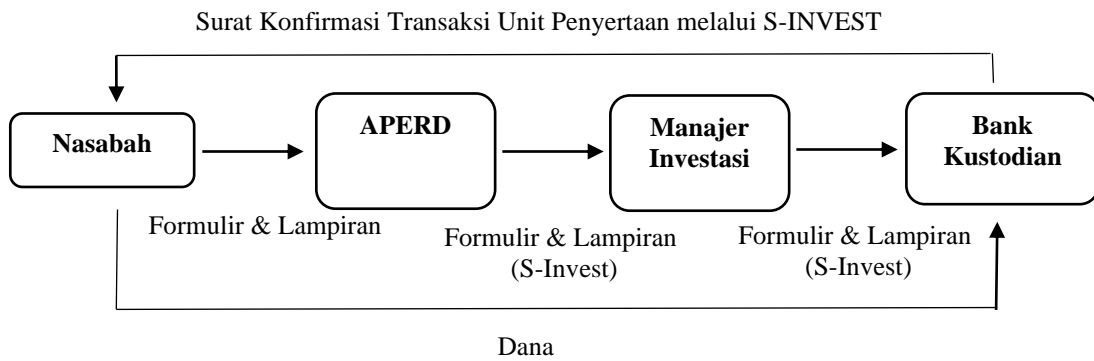 Surat Konfirmasi Transaksi Unit Penyertaan melalui S-INVEST
Nasabah
APERD
Manajer
Investasi
Bank
Kustodian
Formulir & Lampiran
Formulir & Lampiran
(S-Invest)
Formulir & Lampiran
(S-Invest)
Dana